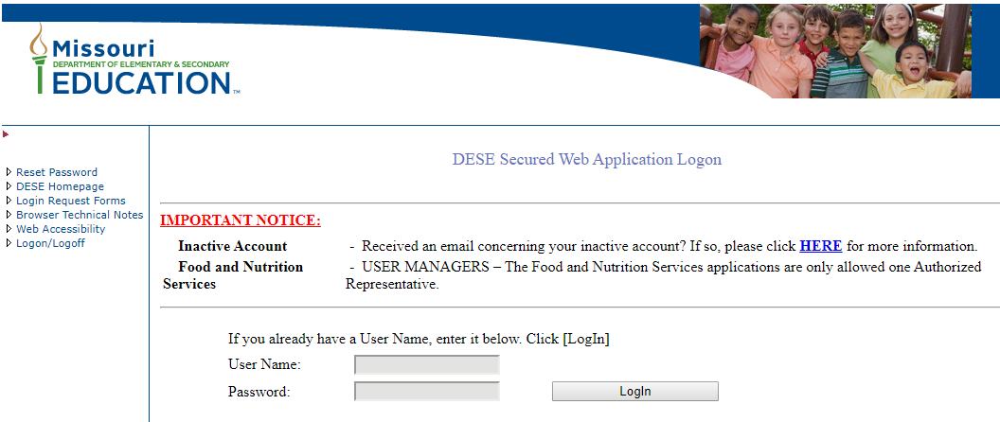 Missouri
DEPARTMENT OF ELEMENTARY & SECONDARY
EDUCATION™
Reset Password
DESE Homepage
Login Request Forms
Browser Technical Notes
Web Accessibility
Logon/Logoff
DESE Secured Web Application Logon
IMPORTANT NOTICE:
Inactive Account - Received an email concerning your inactive account? If so, please click HERE for more information.
Food and Nutrition Services - USER MANAGERS – The Food and Nutrition Services applications are only allowed one Authorized
Representative.
If you already have a User Name, enter it below. Click [LogIn]
User Name:
Password: LogIn